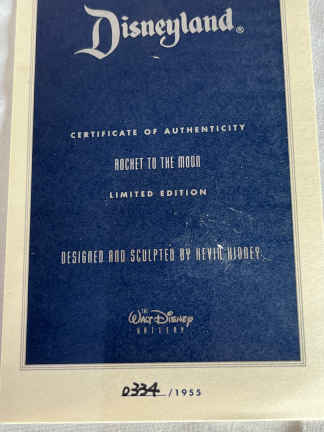 Disneyland®
CERTIFICATE OF AUTHENTICITY
ROCKET TO THE MOON
LIMITED EDITION
DESIGNED AND SCULPTED BY KEVIN KIDNEY
THE
WALT DISNEY
GALLERY
0334 /1955